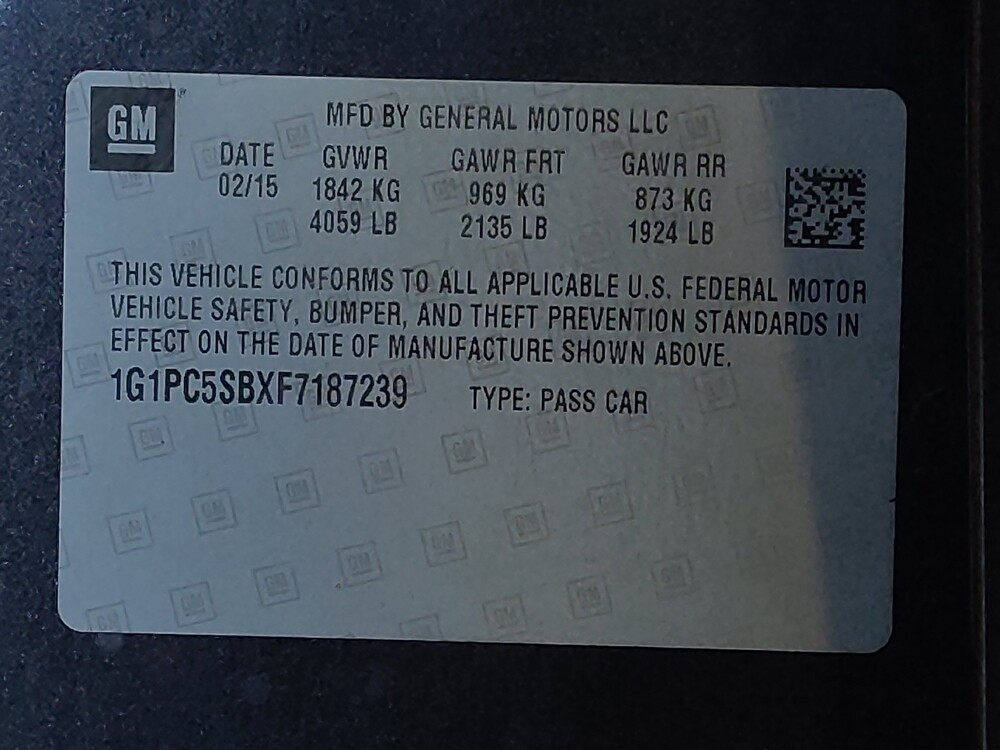 GM
MFD BY GENERAL MOTORS LLC
DATE GVWR GAWR FRT GAWR RR
02/15 1842 KG 969 KG 873 KG
4059 LB 2135 LB 1924 LB
THIS VEHICLE CONFORMS TO ALL APPLICABLE U.S. FEDERAL MOTOR
VEHICLE SAFETY, BUMPER, AND THEFT PREVENTION STANDARDS IN
EFFECT ON THE DATE OF MANUFACTURE SHOWN ABOVE.
1G1PC5SBXF7187239 TYPE: PASS CAR